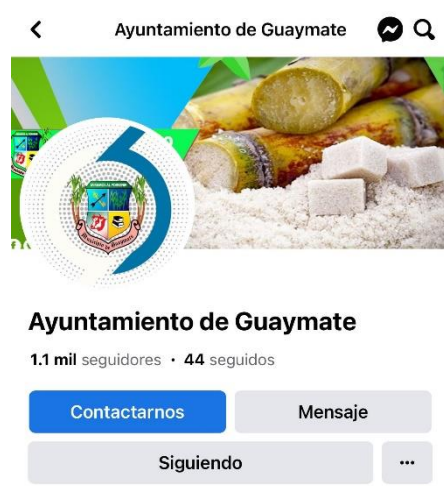 Ayuntamiento de Guaymate
Ayuntamiento de Guaymate
1.1 mil seguidores • 44 seguidos
Contactarnos
Mensaje
Siguiendo